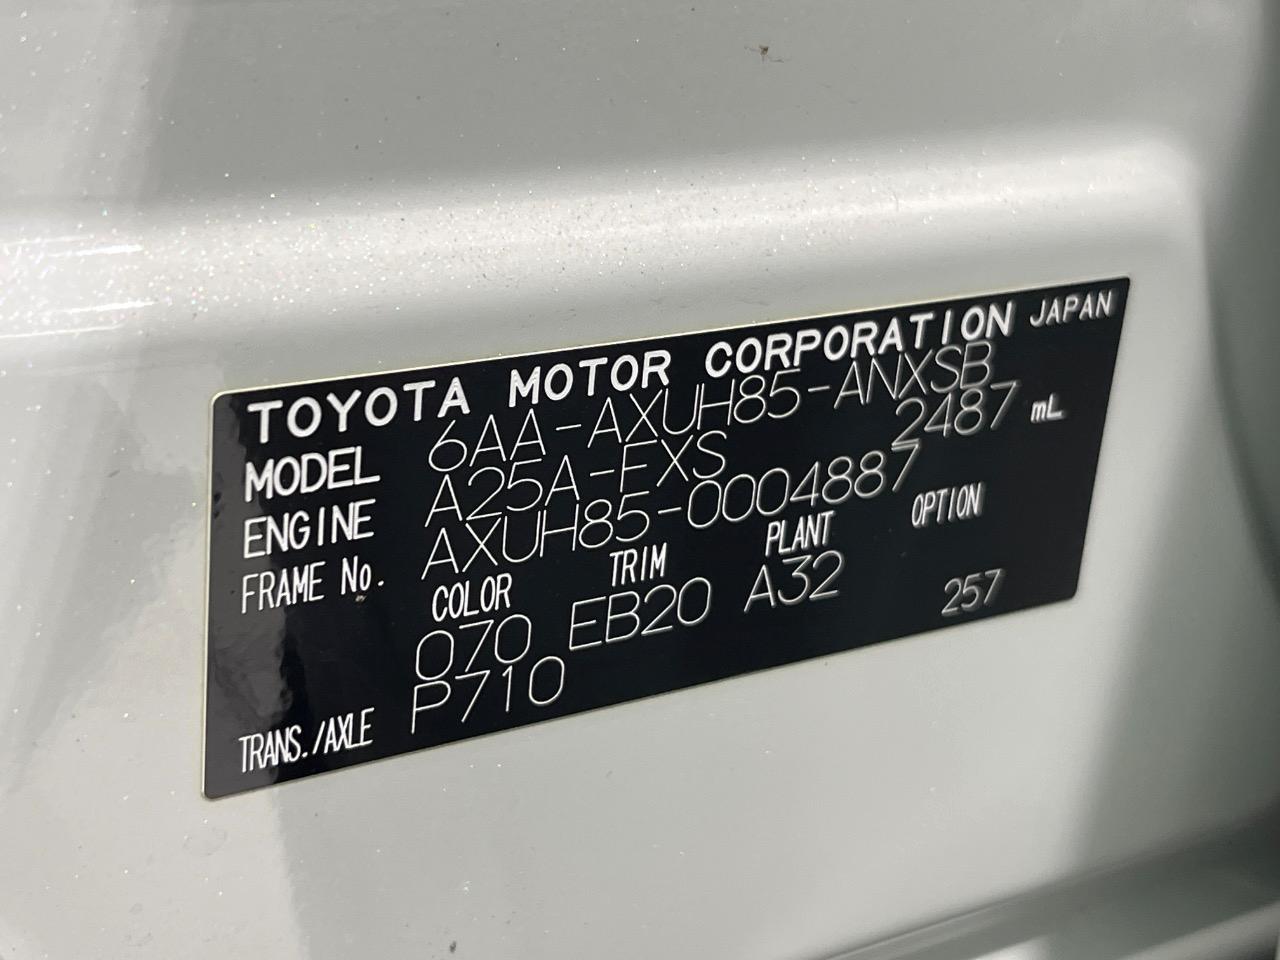 TOYOTA MOTOR CORPORATION JAPAN
MODEL 6AA-AXUH85-ANXSB
ENGINE A25A-FXS 2487 mL
FRAME No. AXUH85-0004887
COLOR TRIM PLANT OPTION
070 EB20 A32
TRANS./AXLE P710 257